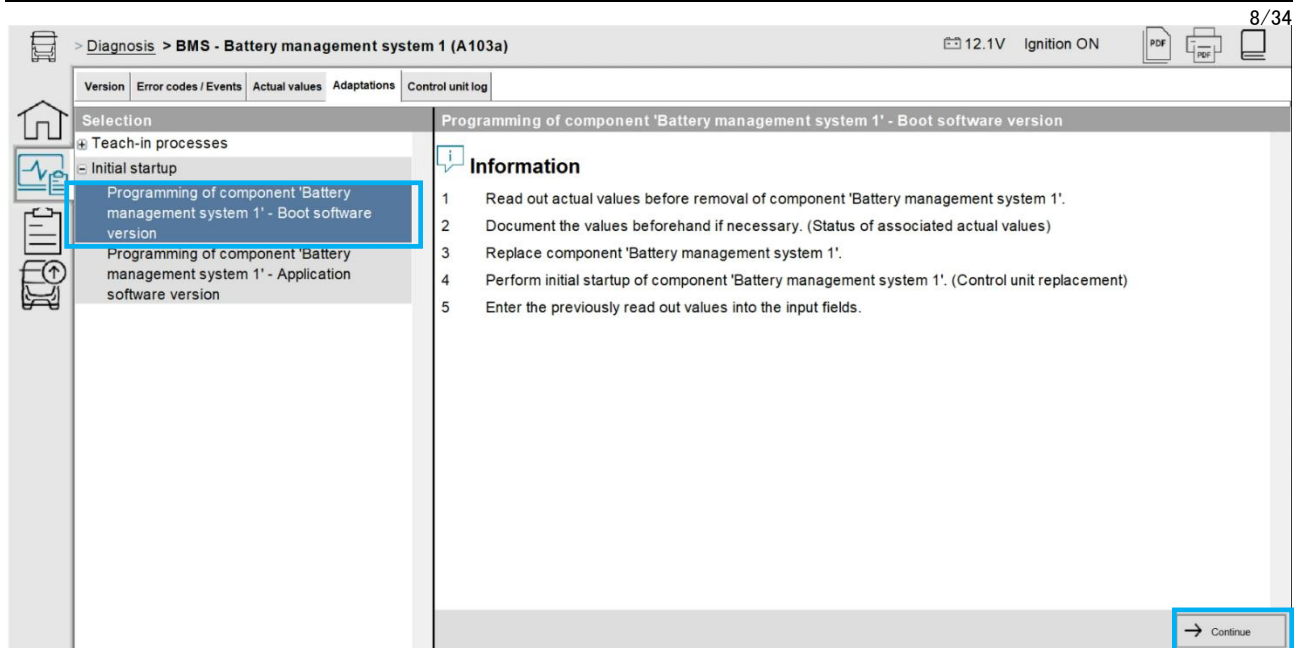 8/34
> Diagnosis > BMS - Battery management system 1 (A103a)
12.1V Ignition ON
PDF
PDF
Version Error codes / Events Actual values Adaptations Control unit log
Selection
Teach-in processes
Initial startup
Programming of component 'Battery
management system 1' - Boot software
version
Programming of component 'Battery
management system 1' - Application
software version
Programming of component 'Battery management system 1' - Boot software version
i
Information
1 Read out actual values before removal of component 'Battery management system 1'.
2 Document the values beforehand if necessary. (Status of associated actual values)
3 Replace component 'Battery management system 1'.
4 Perform initial startup of component 'Battery management system 1'. (Control unit replacement)
5 Enter the previously read out values into the input fields.
→ Continue